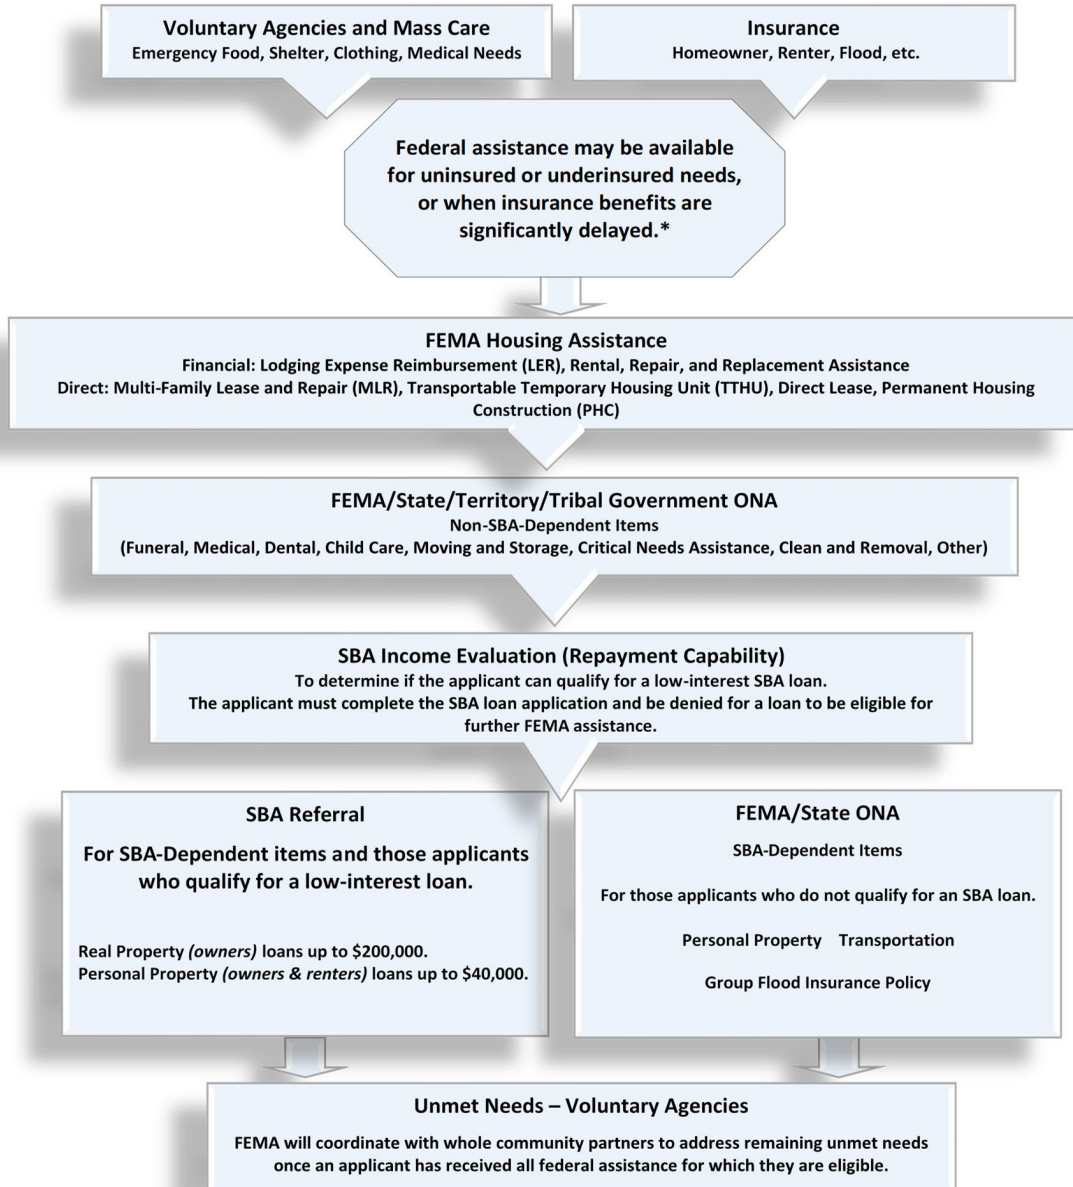 Voluntary Agencies and Mass Care
Emergency Food, Shelter, Clothing, Medical Needs
Insurance
Homeowner, Renter, Flood, etc.
Federal assistance may be available
for uninsured or underinsured needs,
or when insurance benefits are
significantly delayed.*
FEMA Housing Assistance
Financial: Lodging Expense Reimbursement (LER), Rental, Repair, and Replacement Assistance
Direct: Multi-Family Lease and Repair (MLR), Transportable Temporary Housing Unit (TTHU), Direct Lease, Permanent Housing
Construction (PHC)
FEMA/State/Territory/Tribal Government ONA
Non-SBA-Dependent Items
(Funeral, Medical, Dental, Child Care, Moving and Storage, Critical Needs Assistance, Clean and Removal, Other)
SBA Income Evaluation (Repayment Capability)
To determine if the applicant can qualify for a low-interest SBA loan.
The applicant must complete the SBA loan application and be denied for a loan to be eligible for
further FEMA assistance.
SBA Referral
For SBA-Dependent items and those applicants
who qualify for a low-interest loan.
Real Property (owners) loans up to $200,000.
Personal Property (owners & renters) loans up to $40,000.
FEMA/State ONA
SBA-Dependent Items
For those applicants who do not qualify for an SBA loan.
Personal Property Transportation
Group Flood Insurance Policy
Unmet Needs – Voluntary Agencies
FEMA will coordinate with whole community partners to address remaining unmet needs
once an applicant has received all federal assistance for which they are eligible.